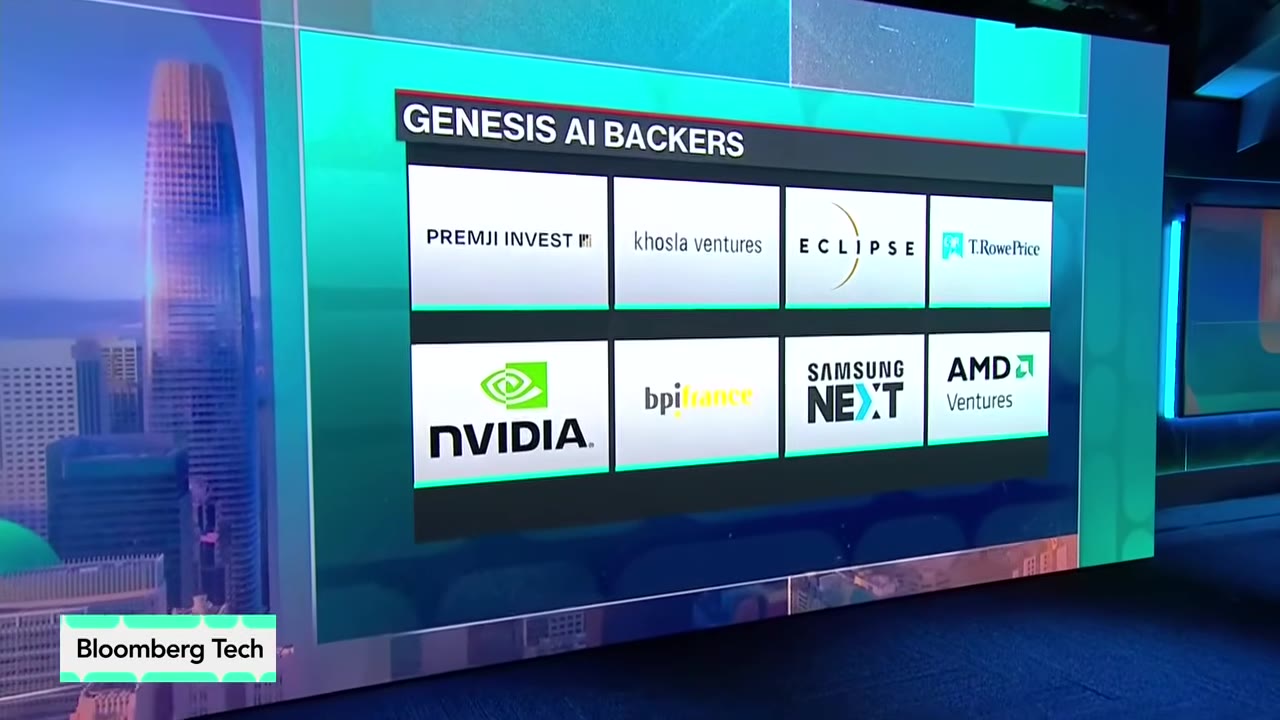 GENESIS AI BACKERS
PREMJI INVEST
khosla ventures
ECLIPSE
T.RowePrice
NVIDIA
bpifrance
SAMSUNG
NEXT
AMD
Ventures
Bloomberg Tech